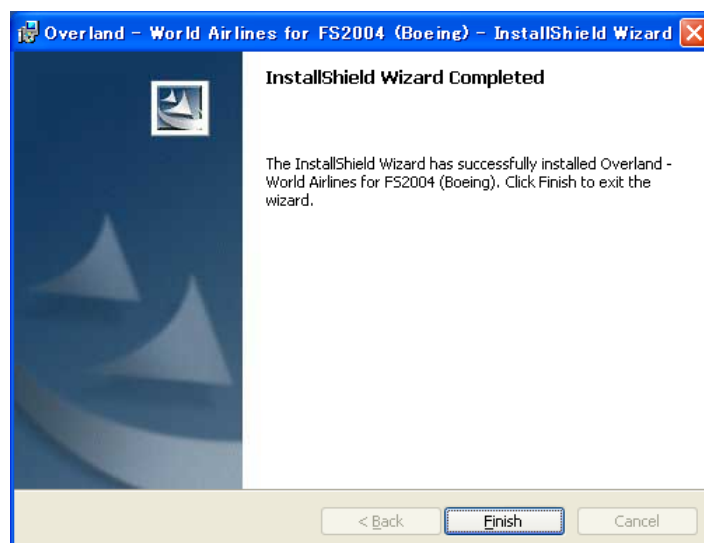 Overland - World Airlines for FS2004 (Boeing) - InstallShield Wizard
InstallShield Wizard Completed
The InstallShield Wizard has successfully installed Overland -
World Airlines for FS2004 (Boeing). Click Finish to exit the
wizard.
< Back
Finish
Cancel